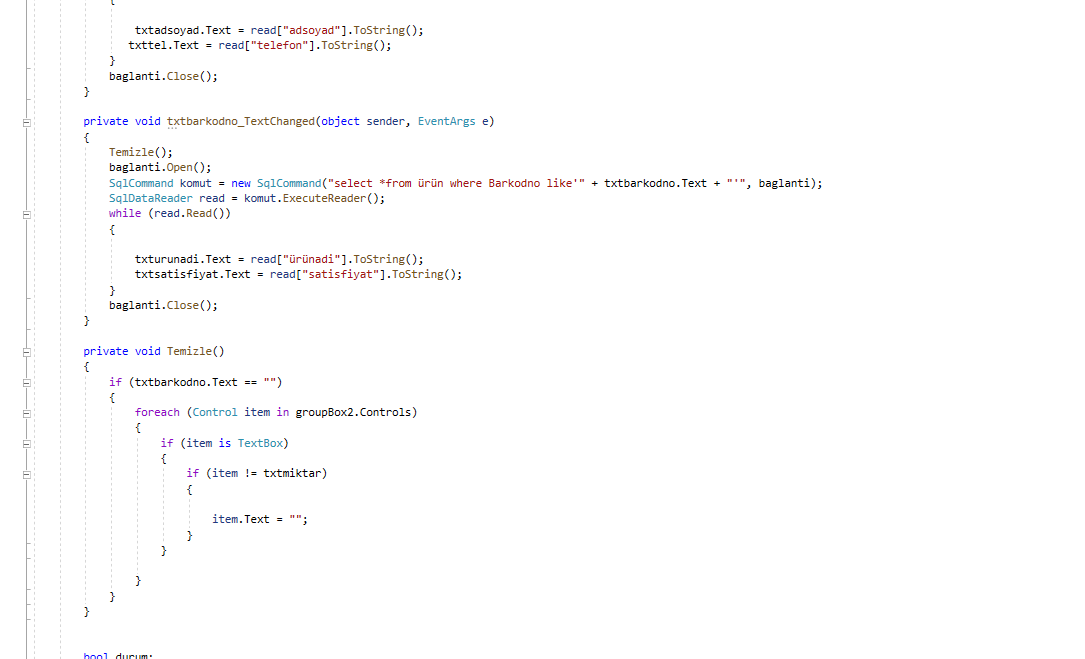 {
txtadsoyad.Text = read["adsoyad"].ToString();
txttel.Text = read["telefon"].ToString();
}
baglanti.Close();
}
private void txtbarkodno_TextChanged(object sender, EventArgs e)
{
Temizle();
baglanti.Open();
SqlCommand komut = new SqlCommand("select *from ürün where Barkodno like'" + txtbarkodno.Text + "'", baglanti);
SqlDataReader read = komut.ExecuteReader();
while (read.Read())
{
txturunadi.Text = read["ürünadi"].ToString();
txtsatisfiyat.Text = read["satisfiyat"].ToString();
}
baglanti.Close();
}
private void Temizle()
{
if (txtbarkodno.Text == "")
{
foreach (Control item in groupBox2.Controls)
{
if (item is TextBox)
{
if (item != txtmiktar)
{
item.Text = "";
}
}
}
}
}
bool durum;